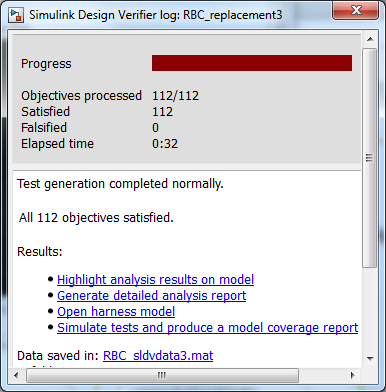 Simulink Design Verifier log: RBC_replacement3
Progress
Objectives processed 112/112
Satisfied 112
Falsified 0
Elapsed time 0:32
Test generation completed normally.
All 112 objectives satisfied.
Results:
Highlight analysis results on model
Generate detailed analysis report
Open harness model
Simulate tests and produce a model coverage report
Data saved in: RBC_sldvdata3.mat